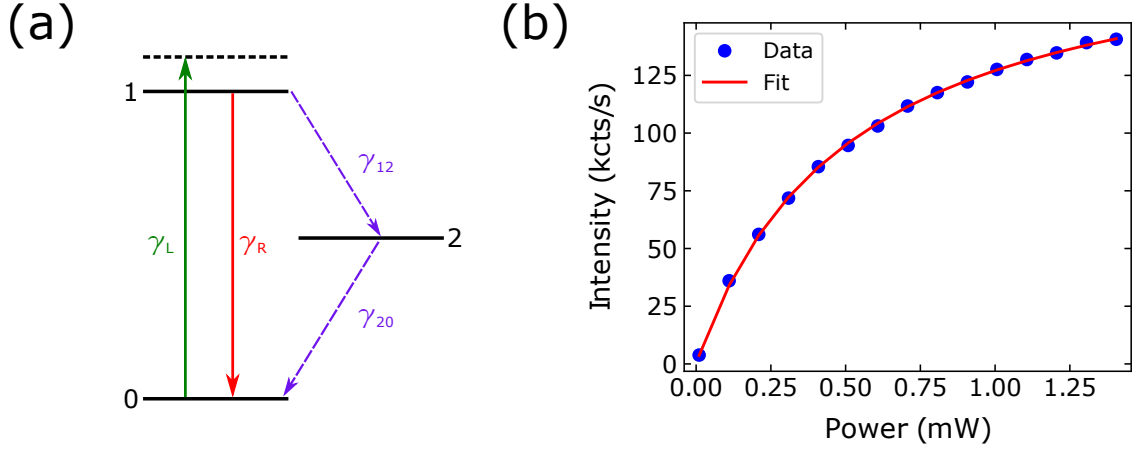 (a)
1
γ12
2
γL
γR
γ20
0
(b)
Data
Fit
Intensity (kcts/s)
125
100
75
50
25
0
0.00 0.25 0.50 0.75 1.00 1.25
Power (mW)